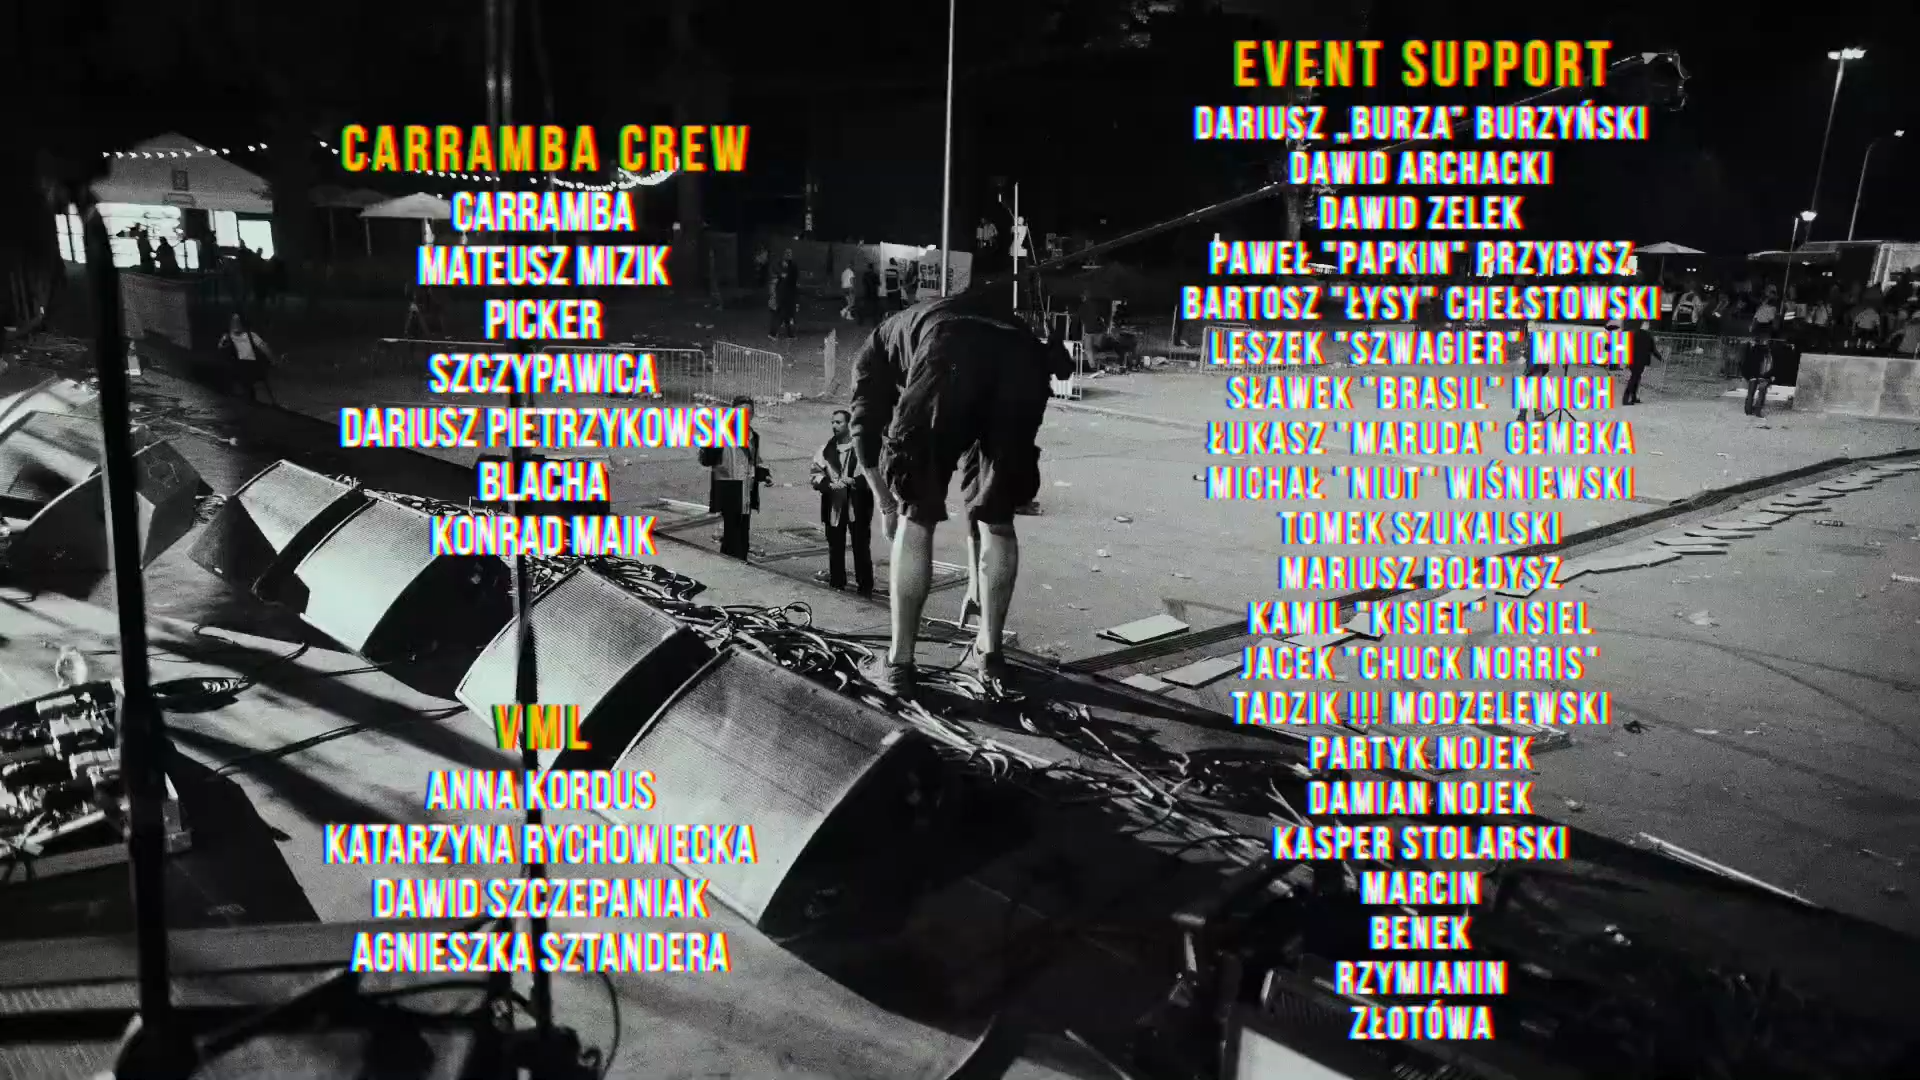 CARRAMBA CREW
CARRAMBA
MATEUSZ MIZIK
PICKER
SZCZYPAWICA
DARIUSZ PIETRZYKOWSKI
BLACHA
KONRAD MAIK
VML
ANNA KORDUS
KATARZYNA RYCHOWIECKA
DAWID SZCZEPANIAK
AGNIESZKA SZTANDERA
EVENT SUPPORT
DARIUSZ „BURZA" BURZYŃSKI
DAWID ARCHACKI
DAWID ZELEK
PAWEŁ "PAPKIN" PRZYBYSZ
BARTOSZ "ŁYSY" CHEŁSTOWSKI
LESZEK "SZWAGIER" MNICH
SŁAWEK "BRASIL" MNICH
ŁUKASZ "MARUDA" GEMBKA
MICHAŁ "NIUT" WIŚNIEWSKI
TOMEK SZUKALSKI
MARIUSZ BOŁDYSZ
KAMIL "KISIEL" KISIEL
JACEK "CHUCK NORRIS"
TADZIK !!! MODZELEWSKI
PARTYK NOJEK
DAMIAN NOJEK
KASPER STOLARSKI
MARCIN
BENEK
RZYMIANIN
ZŁOTÓWA